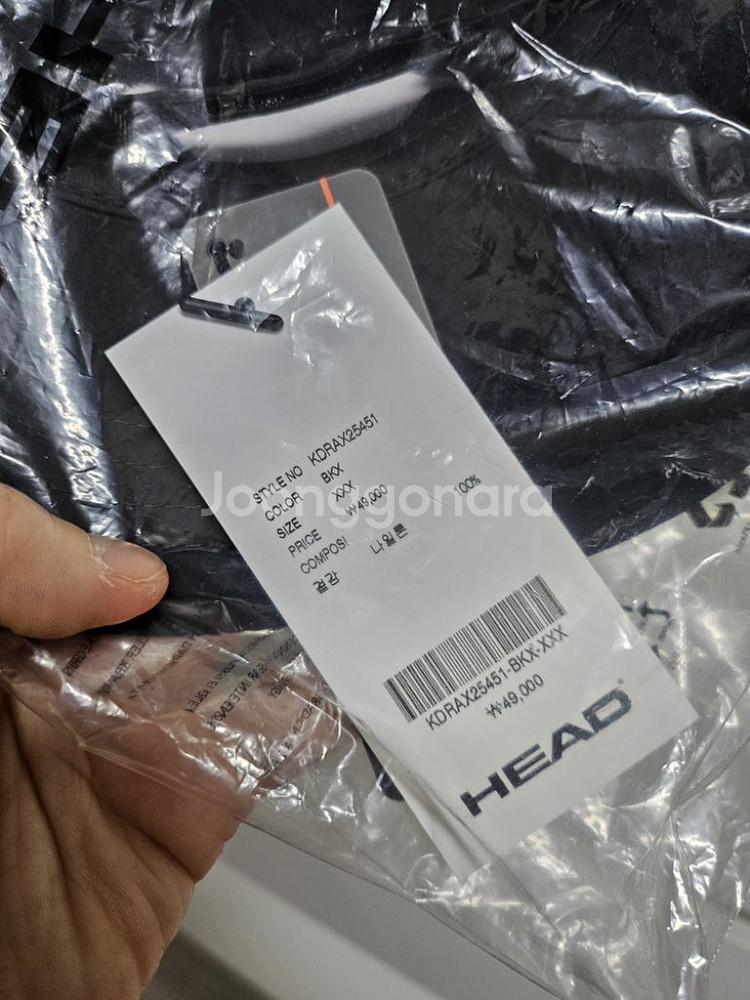 STYLE NO KDRAX25451
COLOR BKX
SIZE XXX
PRICE ₩49,000
COMPOSI
겉감 나일론 100%
Joonggonara
KDRAX25451-BKX-XXX
₩49,000
HEAD